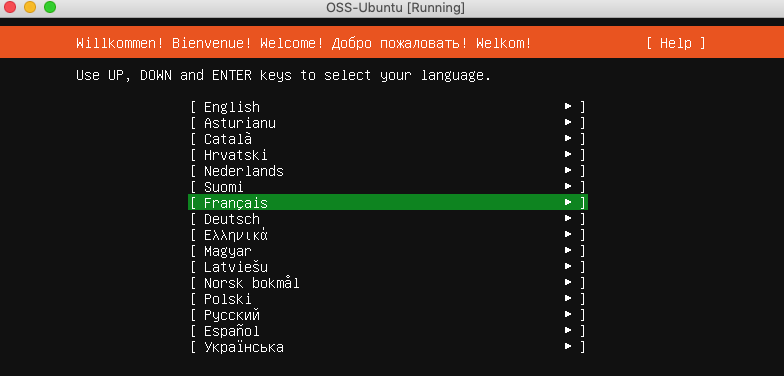 OSS-Ubuntu [Running]
Willkommen! Bienvenue! Welcome! Добро пожаловать! Welkom! [ Help ]
Use UP, DOWN and ENTER keys to select your language.
[ English ► ]
[ Asturianu ► ]
[ Català ► ]
[ Hrvatski ► ]
[ Nederlands ► ]
[ Suomi ► ]
[ Français ► ]
[ Deutsch ► ]
[ Ελληνικά ► ]
[ Magyar ► ]
[ Latviešu ► ]
[ Norsk bokmål ► ]
[ Polski ► ]
[ Русский ► ]
[ Español ► ]
[ Українська ► ]